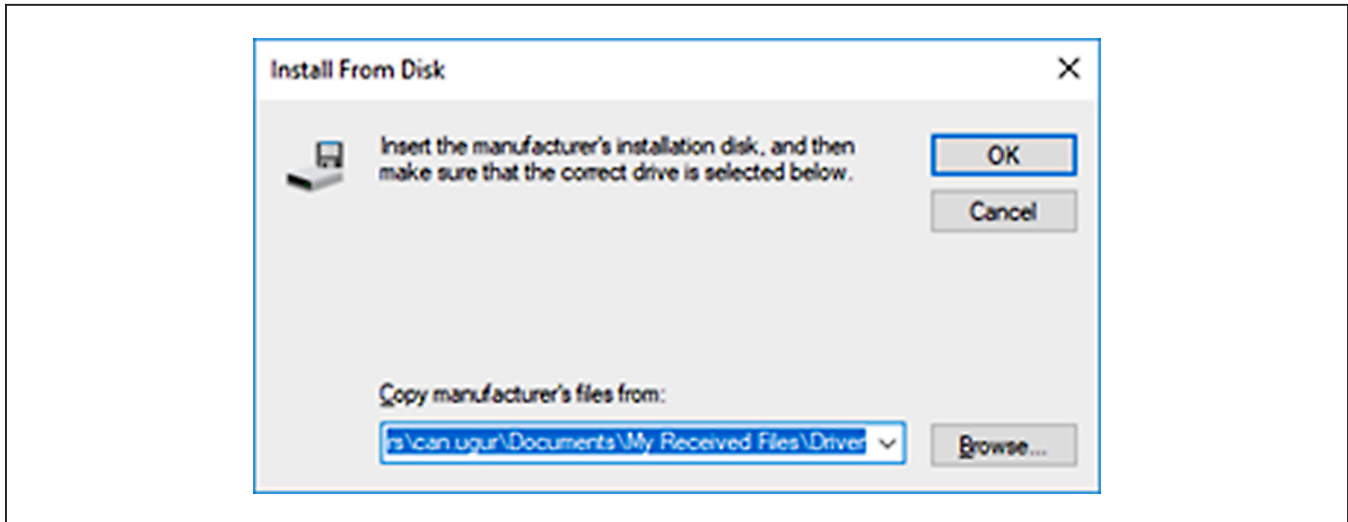 Install From Disk
Insert the manufacturer's installation disk, and then
make sure that the correct drive is selected below.
OK
Cancel
Copy manufacturer's files from:
rs\can.ugur\Documents\My Received Files\Driver
Browse...